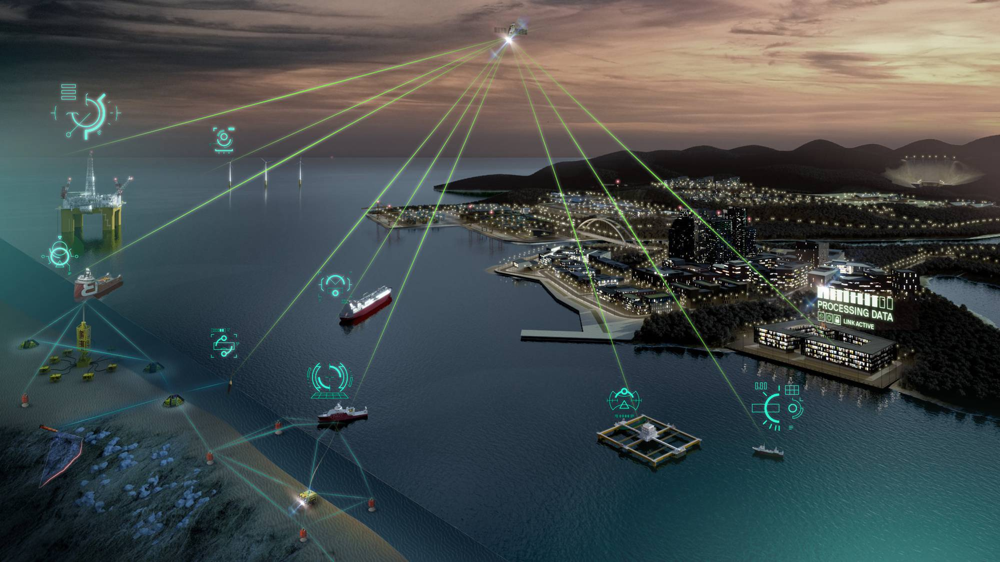 PROCESSING DATA
LINK ACTIVE